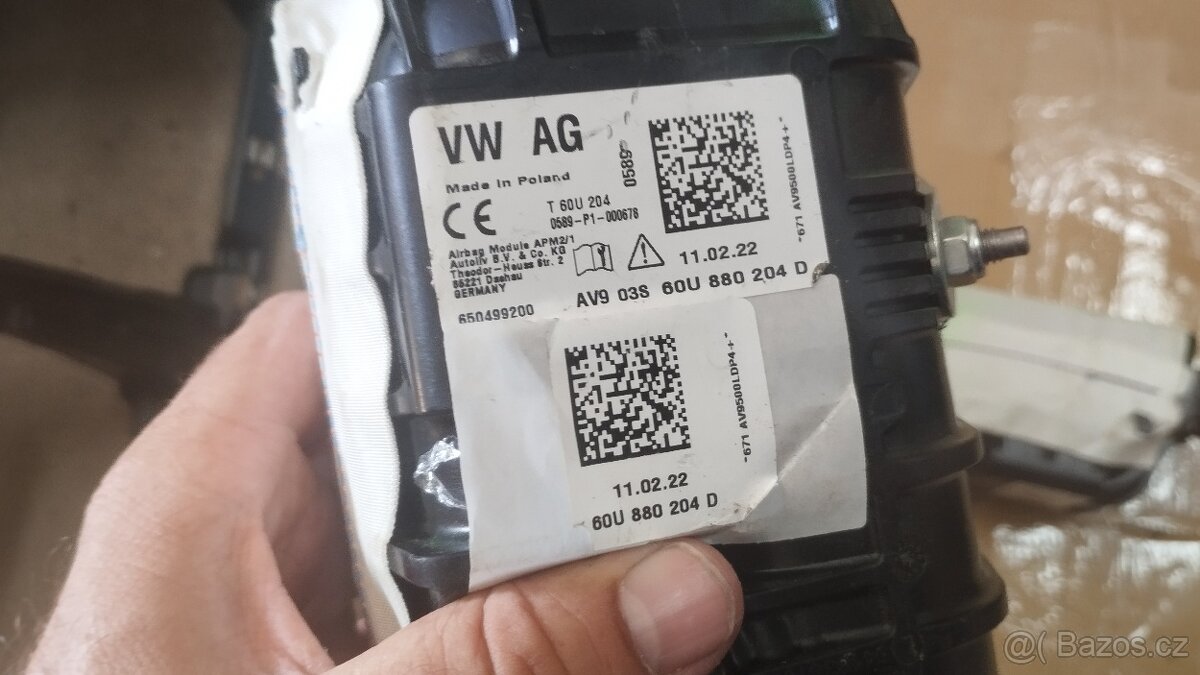 VW AG
0589
Made in Poland
T 60U 204
0589-P1-000678
CE
Airbag Module APM2/1
Autoliv B.V. & Co. KG
Theodor-Heuss Str. 2
85221 Dachau
GERMANY
11.02.22
650499200
AV9 03S 60U 880 204 D
-671 AV9500LDP4+-
-671 AV9500LDP4+-
11.02.22
60U 880 204 D
@( Bazos.cz